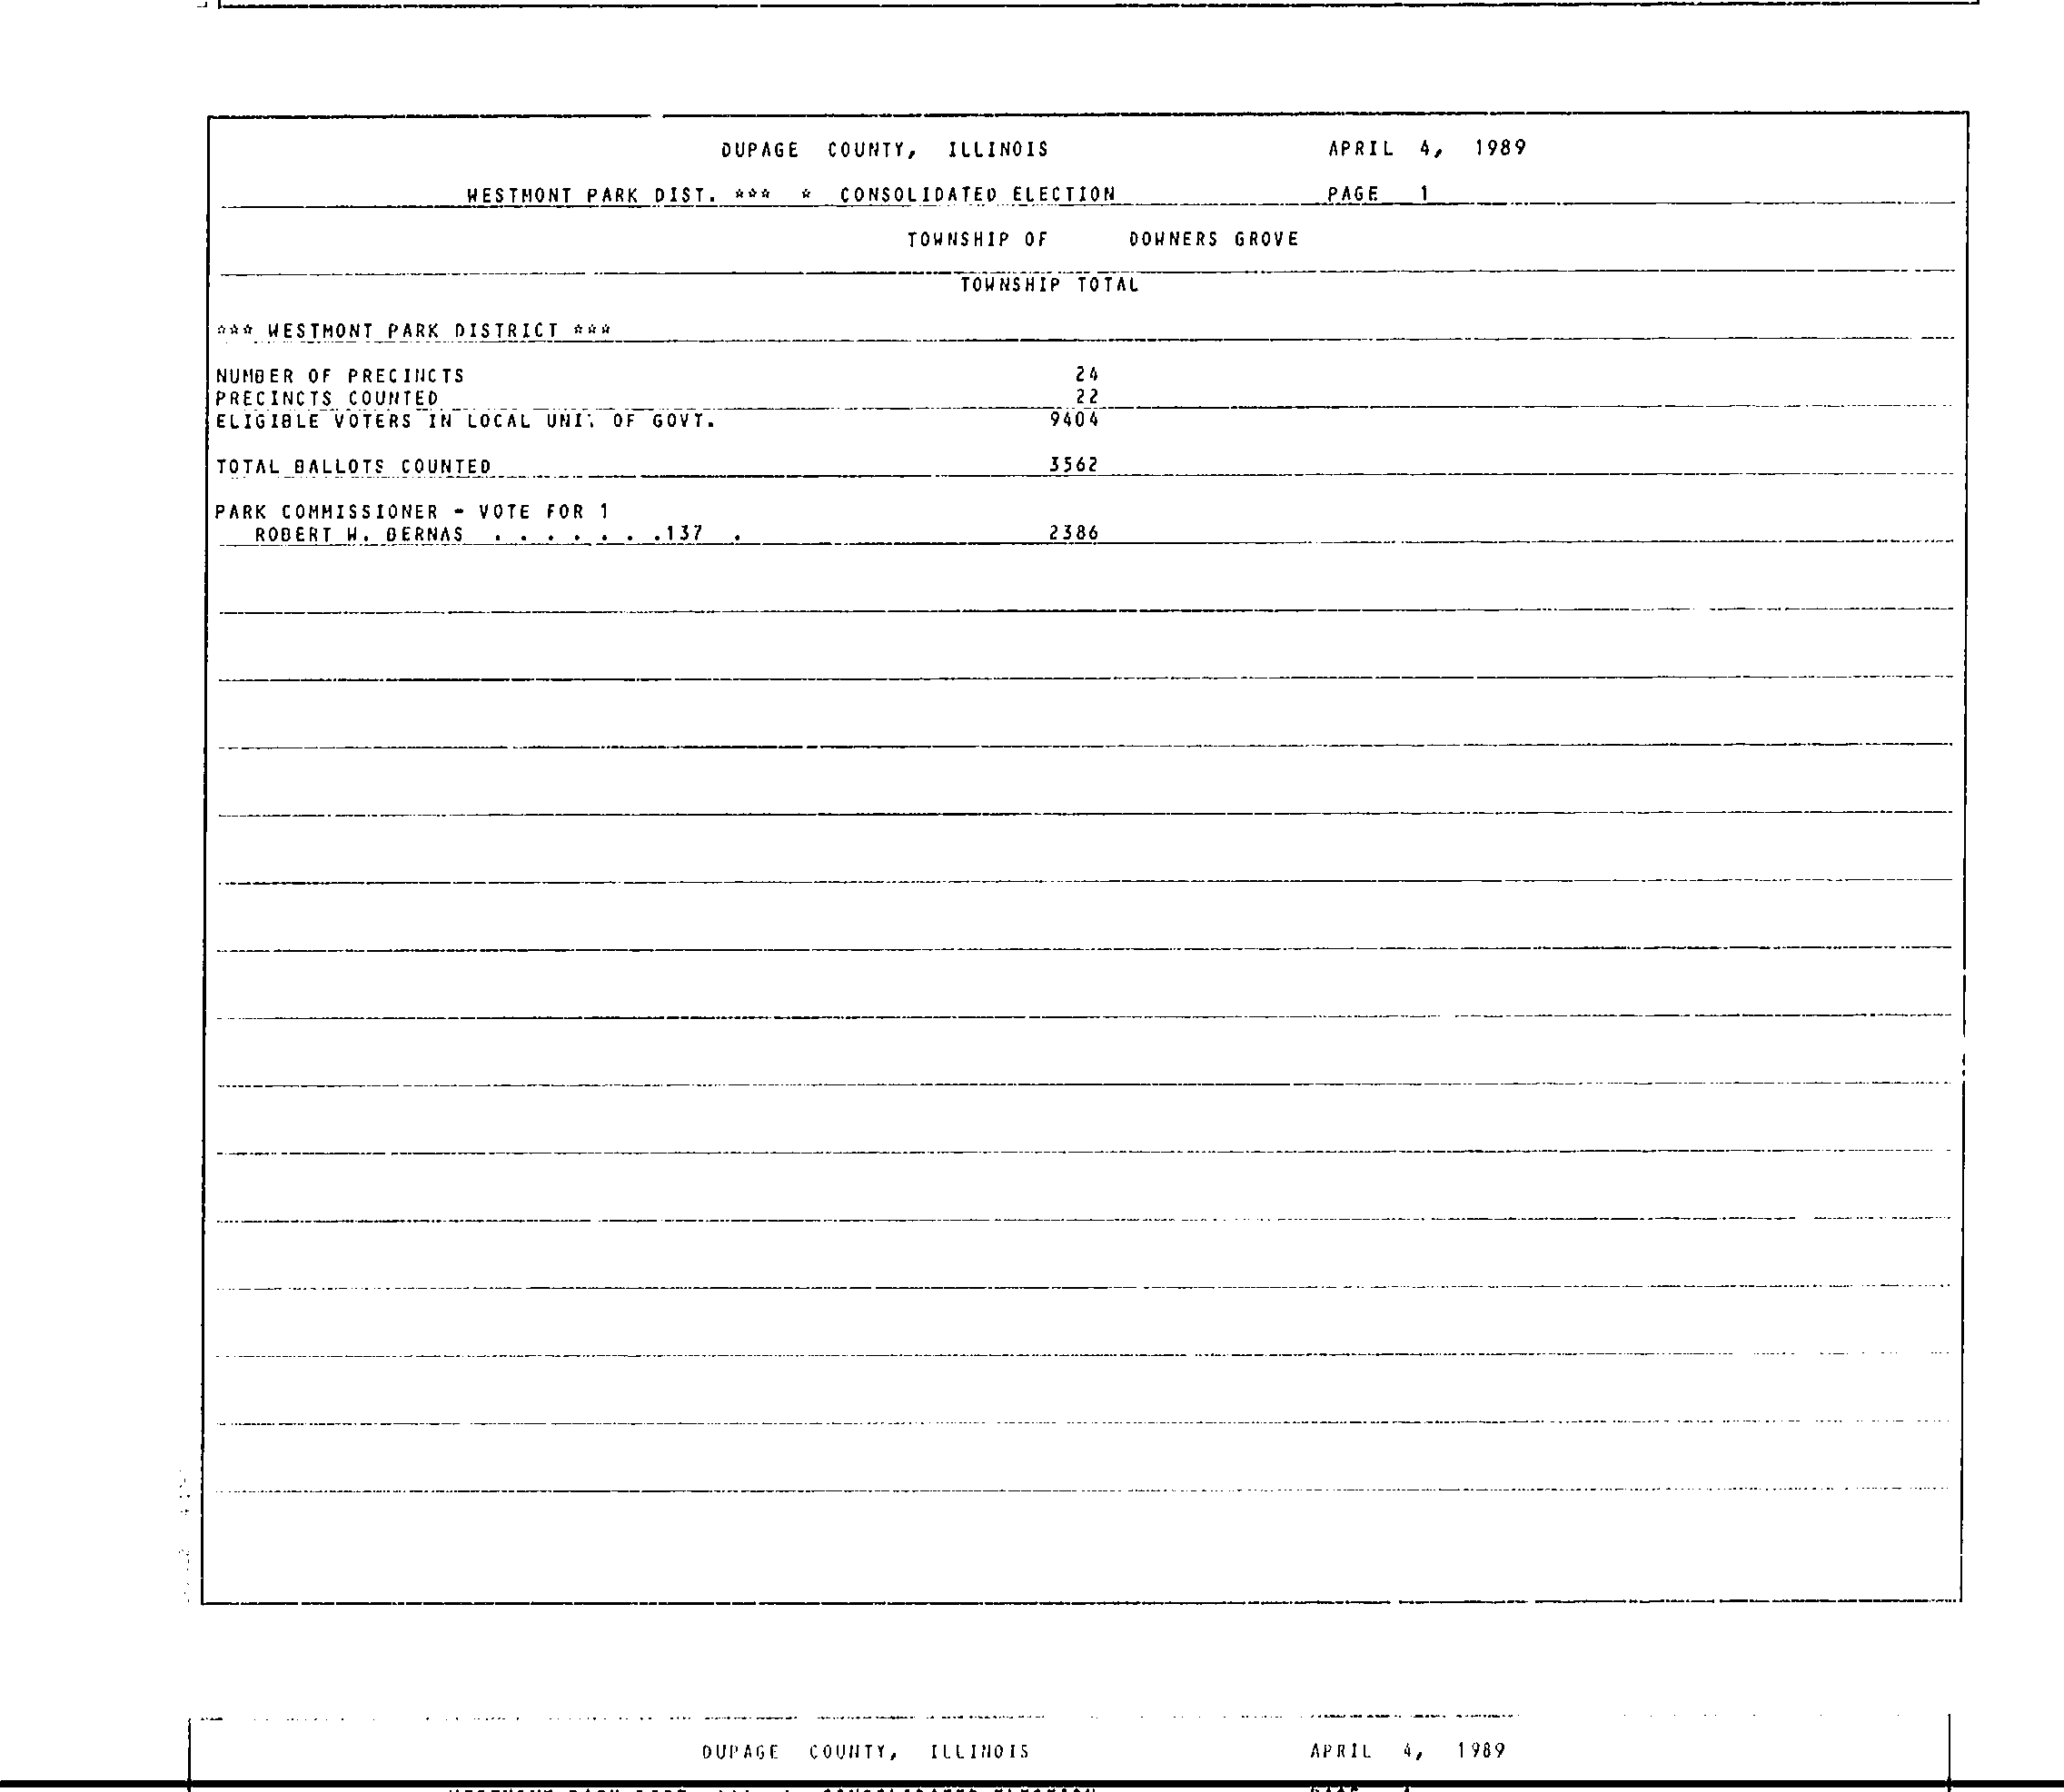 DUPAGE COUNTY, ILLINOIS APRIL 4, 1989
WESTMONT PARK DIST. *** * CONSOLIDATED ELECTION PAGE 1
TOWNSHIP OF DOWNERS GROVE
TOWNSHIP TOTAL
*** WESTMONT PARK DISTRICT ***
NUMBER OF PRECINCTS 24
PRECINCTS COUNTED 22
ELIGIBLE VOTERS IN LOCAL UNI. OF GOVT. 9404
TOTAL BALLOTS COUNTED 3562
PARK COMMISSIONER - VOTE FOR 1
ROBERT W. BERNAS . . . . . . .137 . 2386
DUPAGE COUNTY, ILLINOIS APRIL 4, 1989